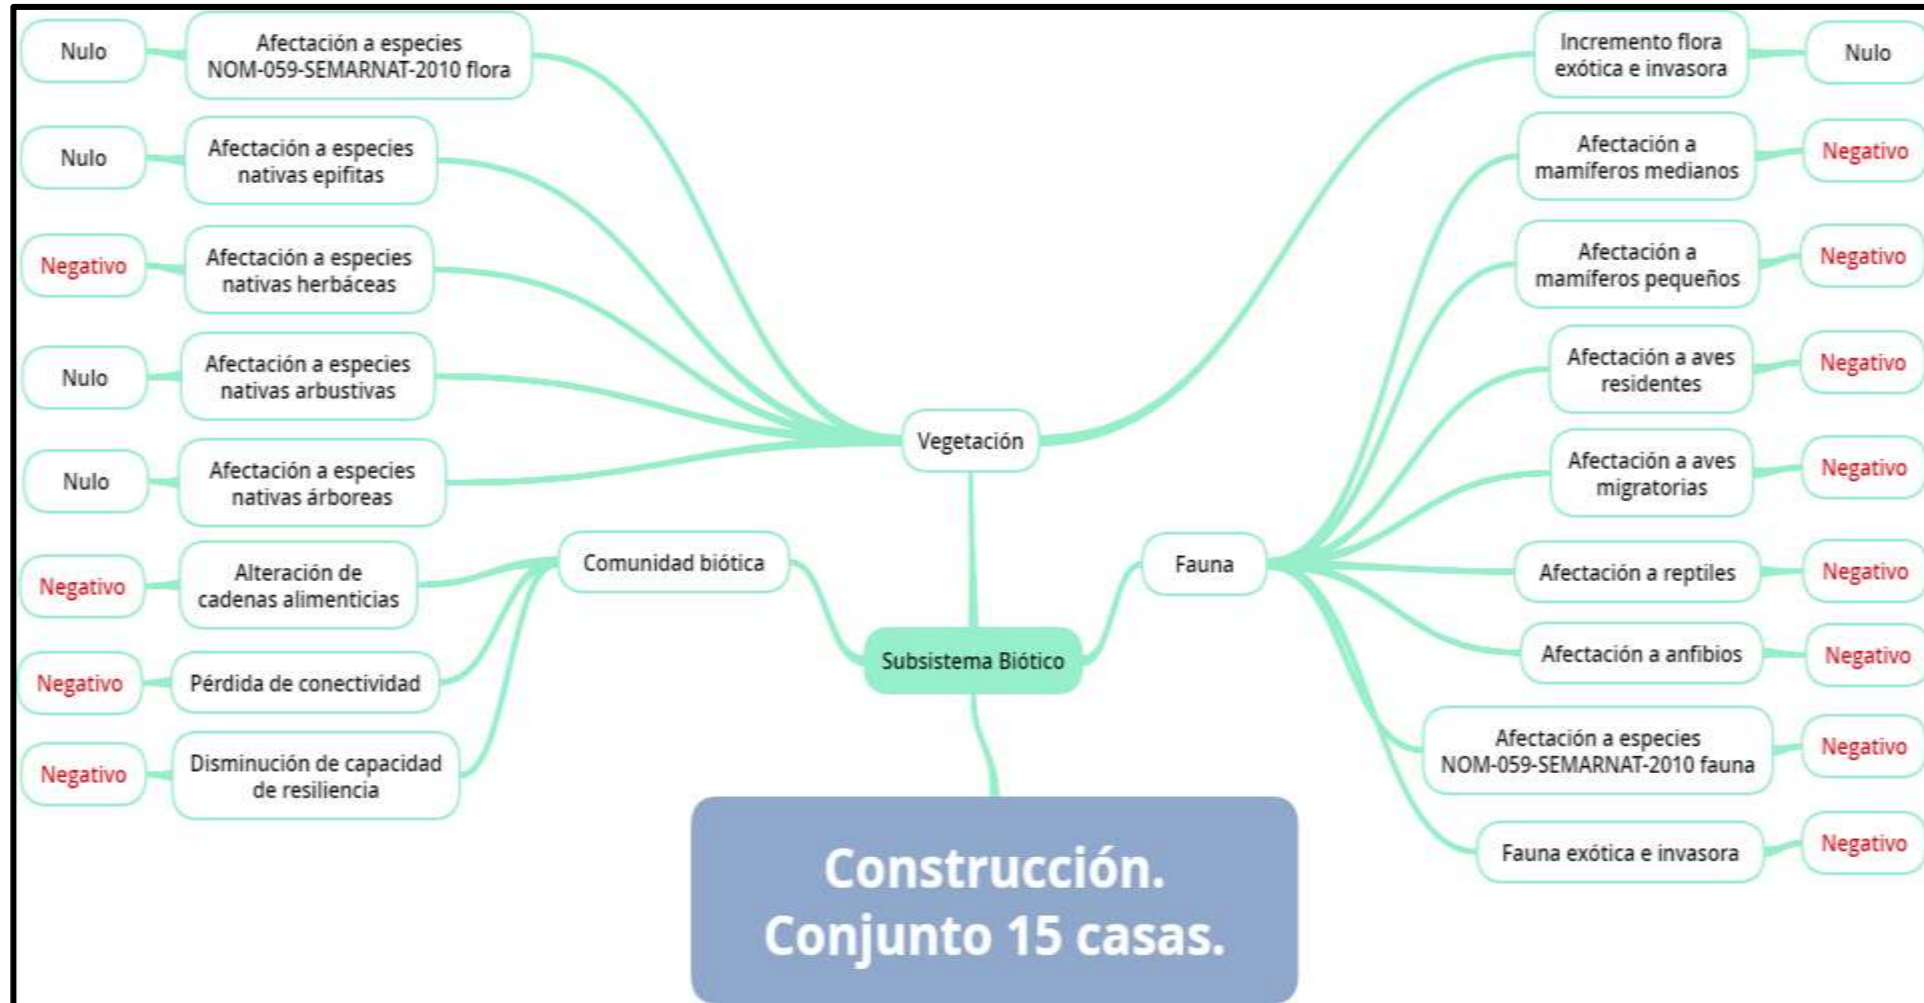 Nulo
Afectación a especies
NOM-059-SEMARNAT-2010 flora
Nulo
Afectación a especies
nativas epifitas
Negativo
Afectación a especies
nativas herbáceas
Nulo
Afectación a especies
nativas arbustivas
Nulo
Afectación a especies
nativas árboreas
Negativo
Alteración de
cadenas alimenticias
Negativo
Pérdida de conectividad
Negativo
Disminución de capacidad
de resiliencia
Comunidad biótica
Vegetación
Subsistema Biótico
Fauna
Incremento flora
exótica e invasora
Nulo
Afectación a
mamíferos medianos
Negativo
Afectación a
mamíferos pequeños
Negativo
Afectación a aves
residentes
Negativo
Afectación a aves
migratorias
Negativo
Afectación a reptiles
Negativo
Afectación a anfibios
Negativo
Afectación a especies
NOM-059-SEMARNAT-2010 fauna
Negativo
Fauna exótica e invasora
Negativo
Construcción.
Conjunto 15 casas.